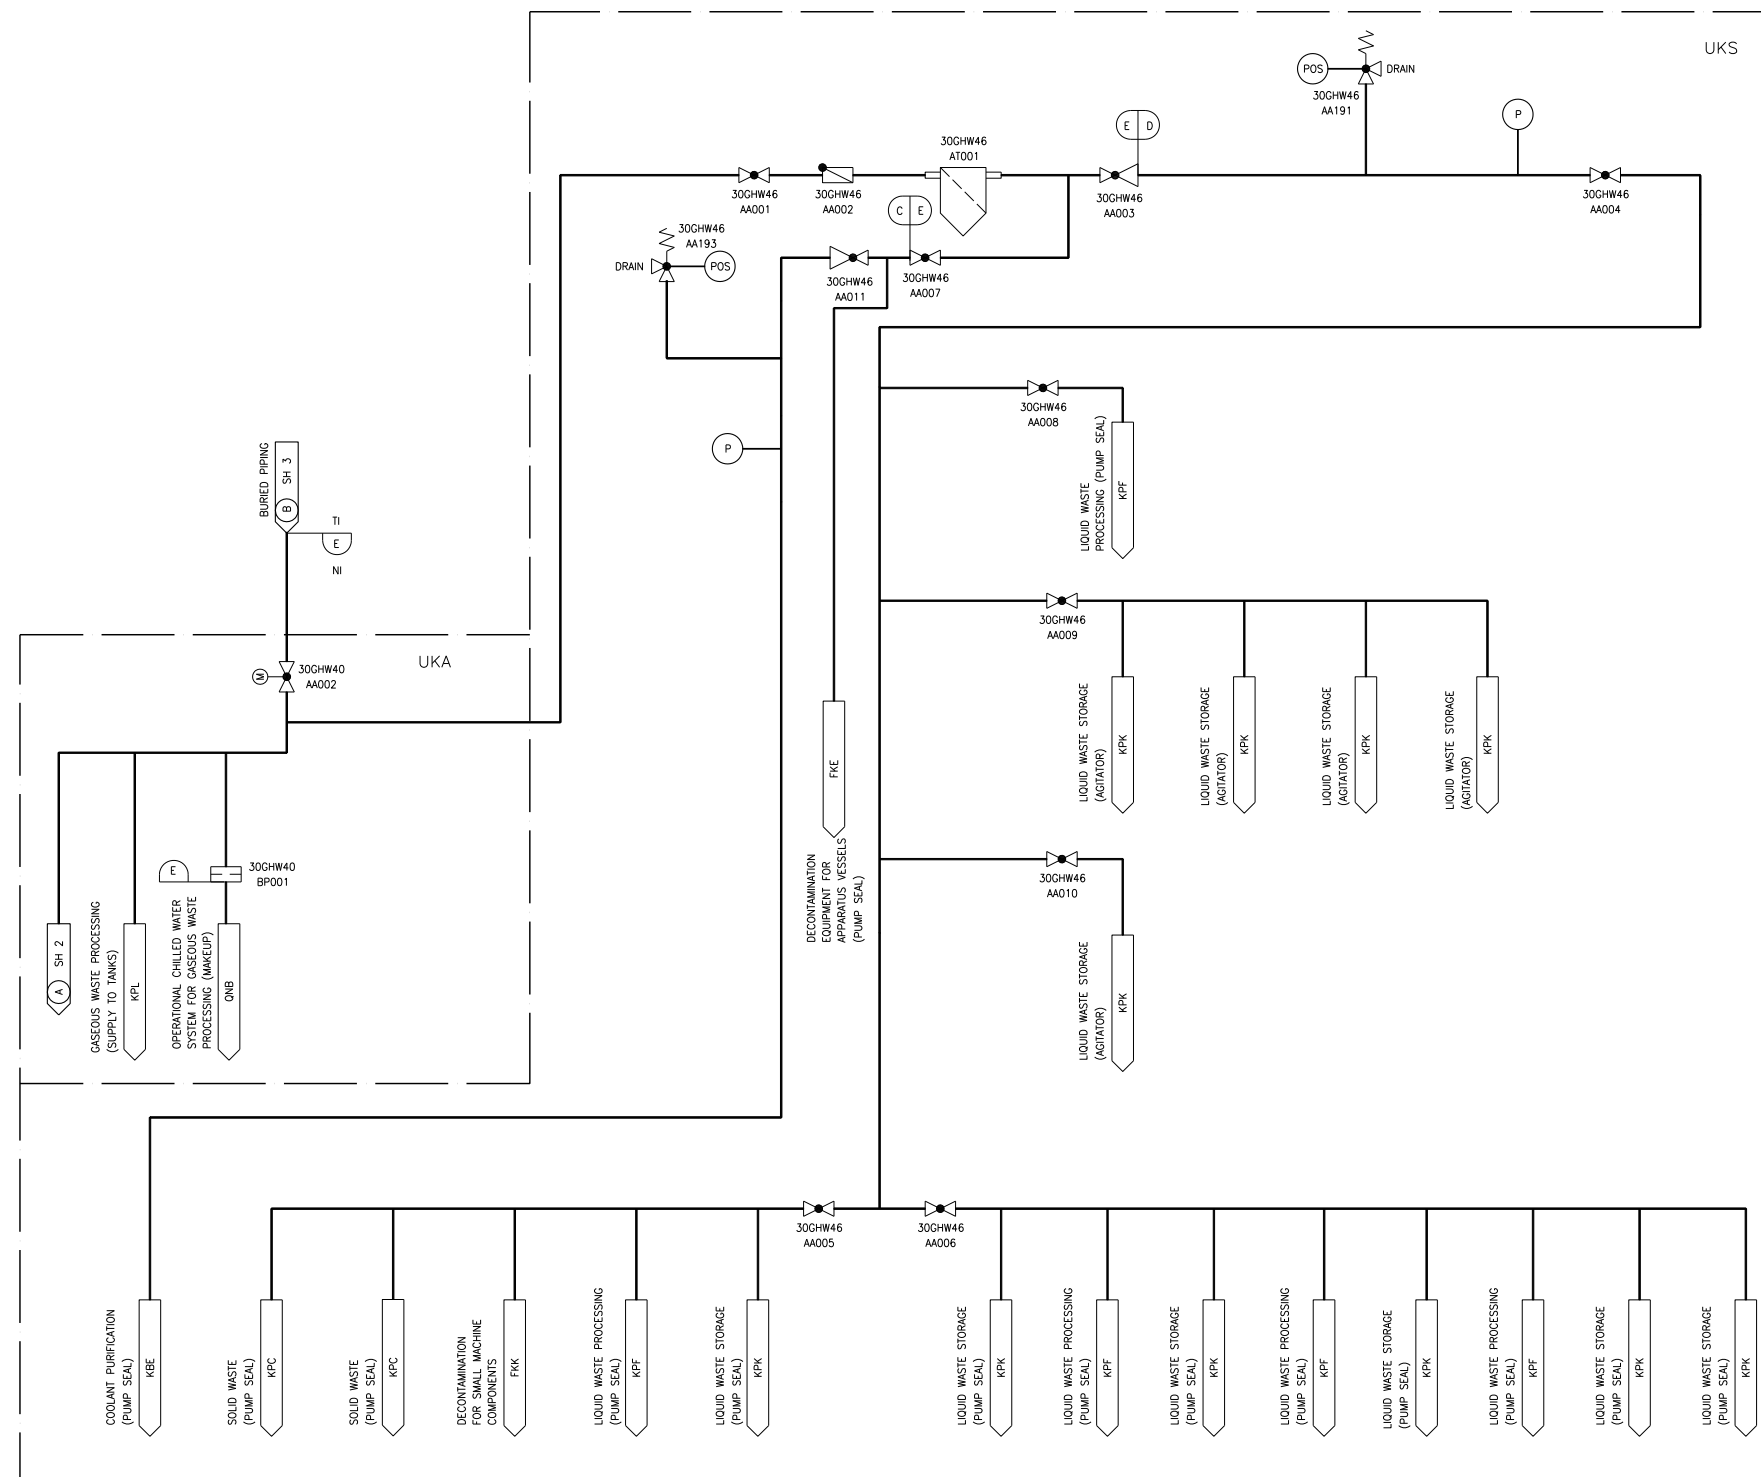 UKS
POS
DRAIN
30GHW46
AA191
P
E D
30GHW46
AT001
30GHW46
AA001
30GHW46
AA002
30GHW46
AA003
30GHW46
AA004
C E
30GHW46
AA193
DRAIN
POS
30GHW46
AA011
30GHW46
AA007
30GHW46
AA008
P
LIQUID WASTE
PROCESSING (PUMP SEAL)
KPF
BURIED PIPING
B SH 3
TI
E
NI
30GHW46
AA009
UKA
M
30GHW40
AA002
LIQUID WASTE STORAGE
(AGITATOR)
KPK
LIQUID WASTE STORAGE
(AGITATOR)
KPK
LIQUID WASTE STORAGE
(AGITATOR)
KPK
LIQUID WASTE STORAGE
(AGITATOR)
KPK
FKE
DECONTAMINATION
EQUIPMENT FOR
APPARATUS VESSELS
(PUMP SEAL)
E
30GHW40
BP001
30GHW46
AA010
A SH 2
GASEOUS WASTE PROCESSING
(SUPPLY TO TANKS)
KPL
OPERATIONAL CHILLED WATER
SYSTEM FOR GASEOUS WASTE
PROCESSING (MAKEUP)
QNB
LIQUID WASTE STORAGE
(AGITATOR)
KPK
30GHW46
AA005
30GHW46
AA006
COOLANT PURIFICATION
(PUMP SEAL)
KBE
SOLID WASTE
(PUMP SEAL)
KPC
SOLID WASTE
(PUMP SEAL)
KPC
DECONTAMINATION
FOR SMALL MACHINE
COMPONENTS
FKK
LIQUID WASTE PROCESSING
(PUMP SEAL)
KPF
LIQUID WASTE STORAGE
(PUMP SEAL)
KPK
LIQUID WASTE STORAGE
(PUMP SEAL)
KPK
LIQUID WASTE PROCESSING
(PUMP SEAL)
KPF
LIQUID WASTE STORAGE
(PUMP SEAL)
KPK
LIQUID WASTE PROCESSING
(PUMP SEAL)
KPF
LIQUID WASTE STORAGE
(PUMP SEAL)
KPK
LIQUID WASTE PROCESSING
(PUMP SEAL)
KPF
LIQUID WASTE STORAGE
(PUMP SEAL)
KPK
LIQUID WASTE STORAGE
(PUMP SEAL)
KPK